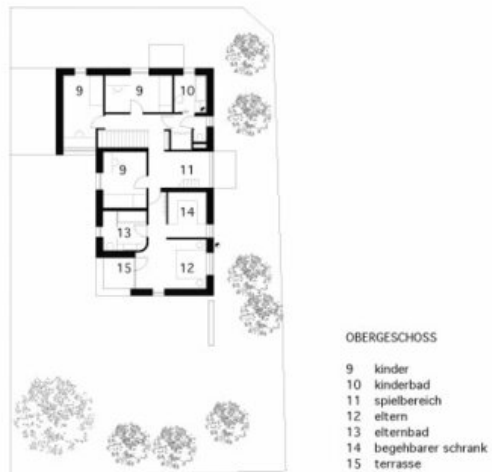 9
9
10
9
11
14
13
15
12
OBERGESCHOSS
9 kinder
10 kinderbad
11 spielbereich
12 eltern
13 elternbad
14 begehbarer schrank
15 terrasse